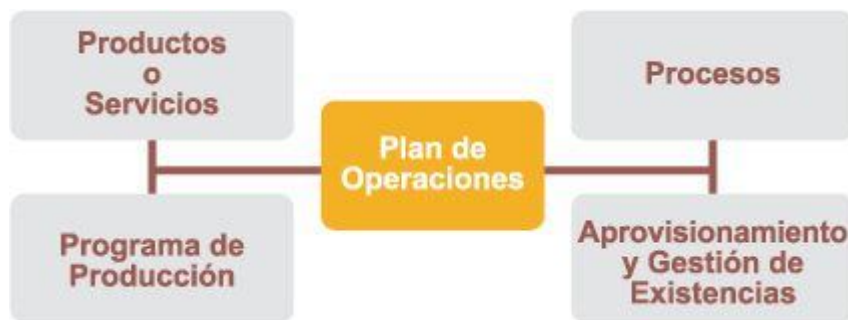 Productos
o
Servicios
Procesos
Plan de
Operaciones
Programa de
Producción
Aprovisionamiento
y Gestión de
Existencias